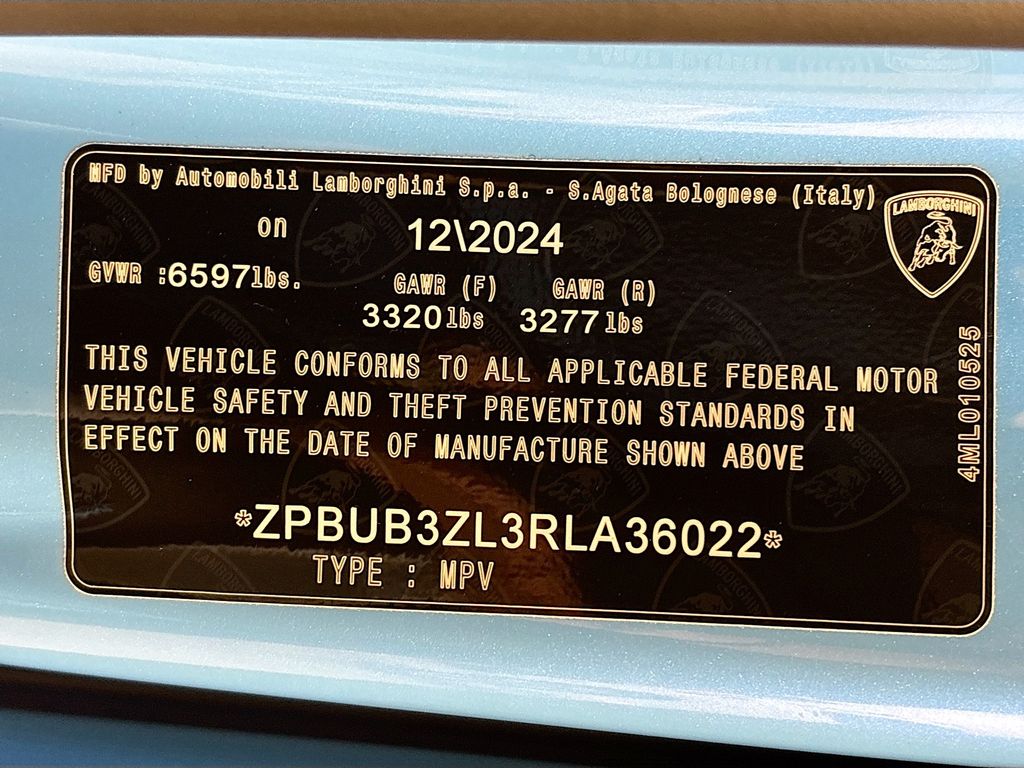 MFD by Automobili Lamborghini S.p.a. - S.Agata Bolognese (Italy)
LAMBORGHINI
on 12\2024
GVWR :6597lbs. GAWR (F) GAWR (R)
3320lbs 3277lbs
THIS VEHICLE CONFORMS TO ALL APPLICABLE FEDERAL MOTOR
VEHICLE SAFETY AND THEFT PREVENTION STANDARDS IN
EFFECT ON THE DATE OF MANUFACTURE SHOWN ABOVE
4ML010525
*ZPBUB3ZL3RLA36022*
TYPE : MPV